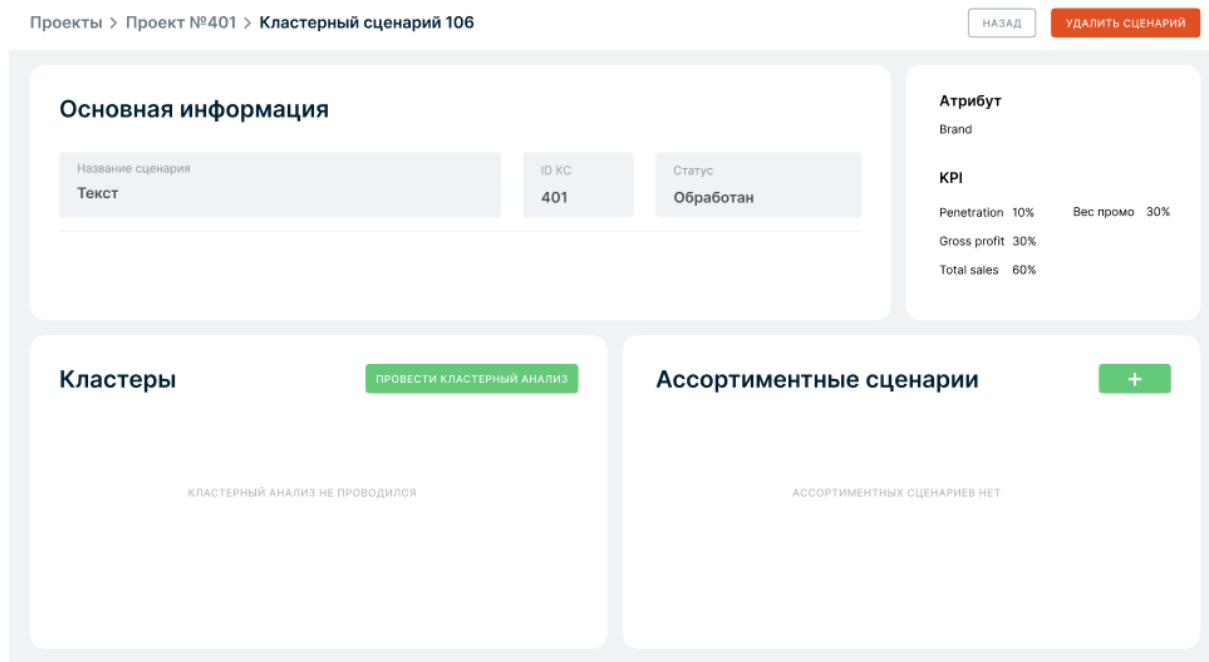 Проекты > Проект №401 > Кластерный сценарий 106
НАЗАД
УДАЛИТЬ СЦЕНАРИЙ
Основная информация
Название сценария
Текст
ID КС
401
Статус
Обработан
Атрибут
Brand
KPI
Penetration 10% Вес промо 30%
Gross profit 30%
Total sales 60%
Кластеры
ПРОВЕСТИ КЛАСТЕРНЫЙ АНАЛИЗ
КЛАСТЕРНЫЙ АНАЛИЗ НЕ ПРОВОДИЛСЯ
Ассортиментные сценарии
+
АССОРТИМЕНТНЫХ СЦЕНАРИЕВ НЕТ